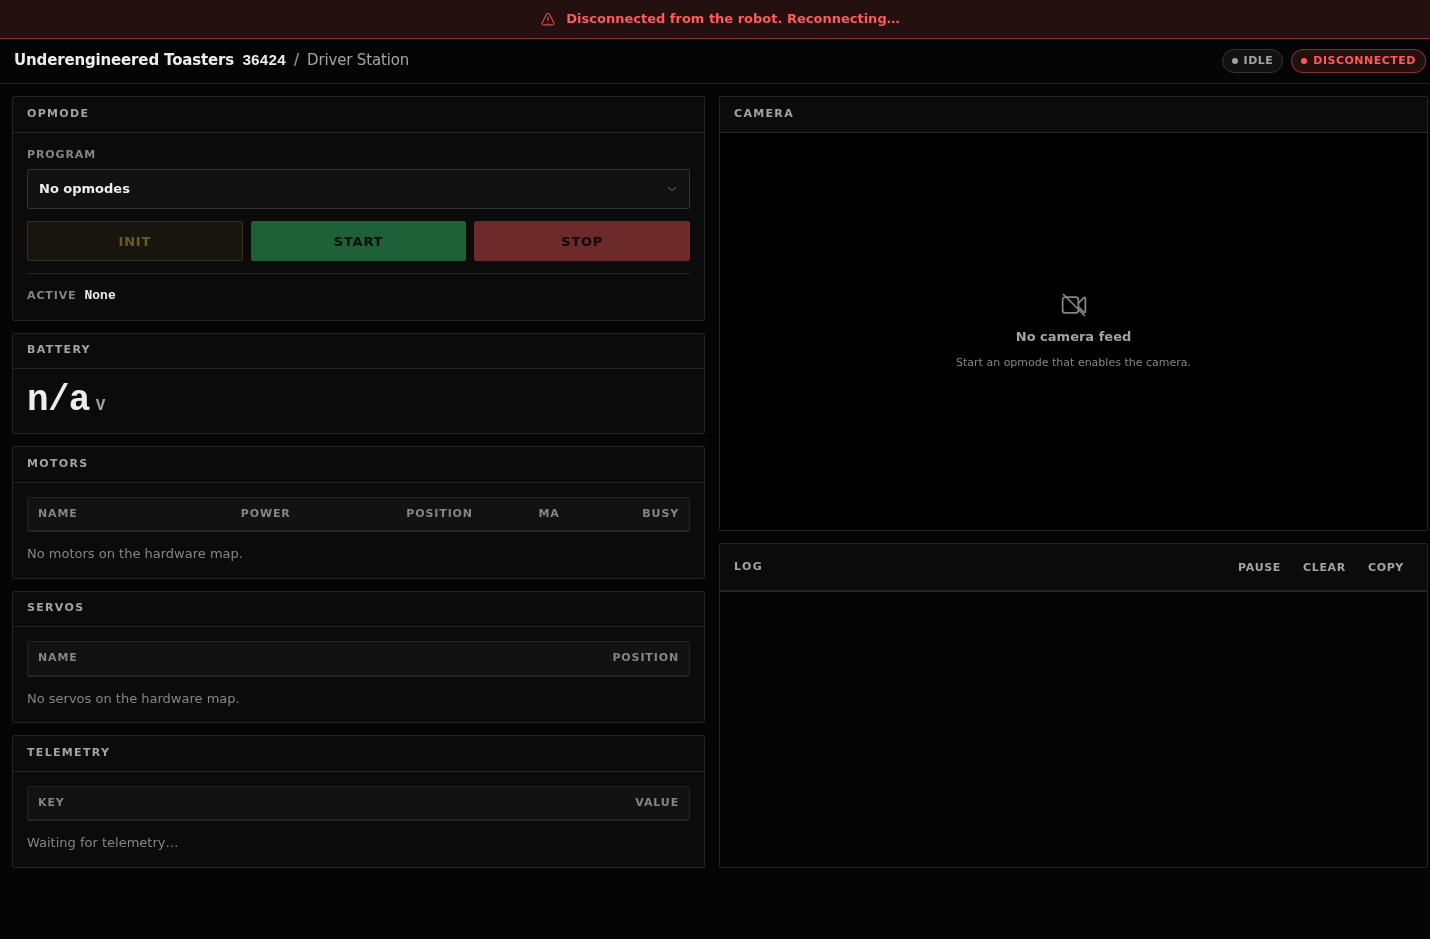 Disconnected from the robot. Reconnecting…
Underengineered Toasters 36424 / Driver Station
IDLE
DISCONNECTED
OPMODE
PROGRAM
No opmodes
INIT
START
STOP
ACTIVE None
BATTERY
n/a V
MOTORS
NAME POWER POSITION MA BUSY
No motors on the hardware map.
SERVOS
NAME POSITION
No servos on the hardware map.
TELEMETRY
KEY VALUE
Waiting for telemetry…
CAMERA
No camera feed
Start an opmode that enables the camera.
LOG
PAUSE CLEAR COPY